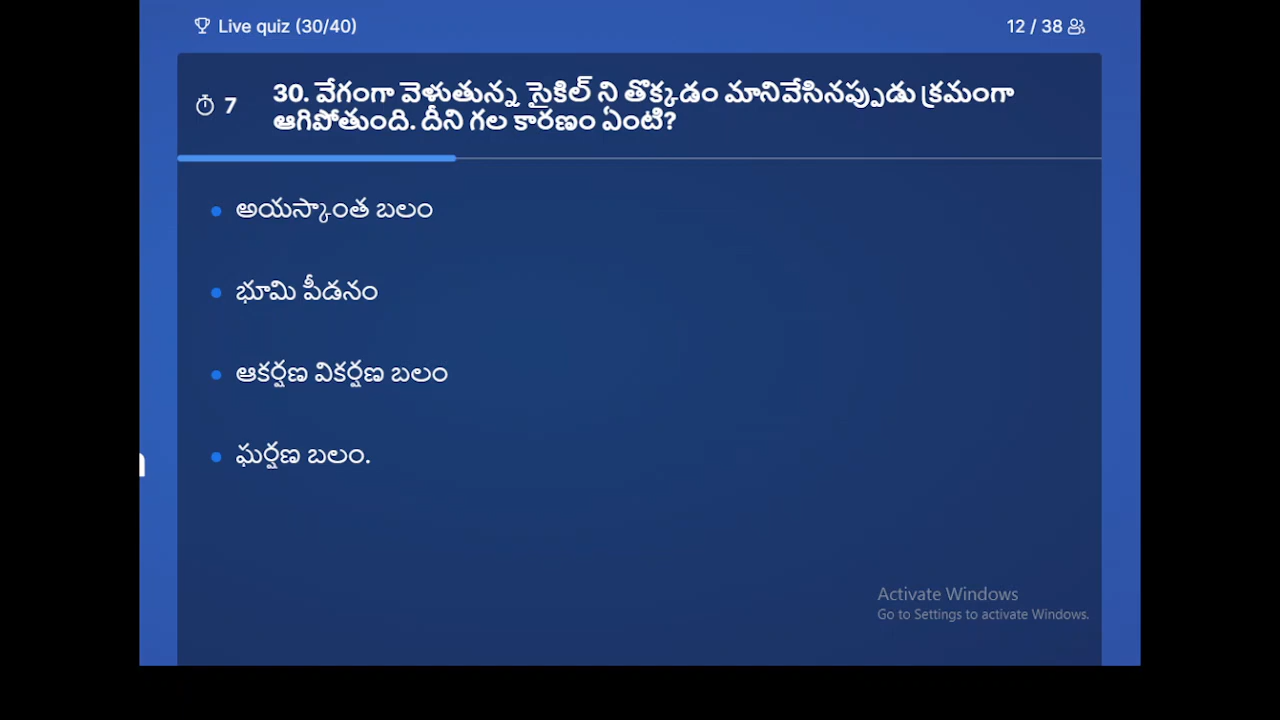 Live quiz (30/40)
12 / 38
7
30. వేగంగా వెళుతున్న సైకిల్ ని తొక్కడం మానివేసినప్పుడు క్రమంగా
ఆగిపోతుంది. దీని గల కారణం ఏంటి?
అయస్కాంత బలం
భూమి పీడనం
ఆకర్షణ వికర్షణ బలం
ఘర్షణ బలం.
Activate Windows
Go to Settings to activate Windows.